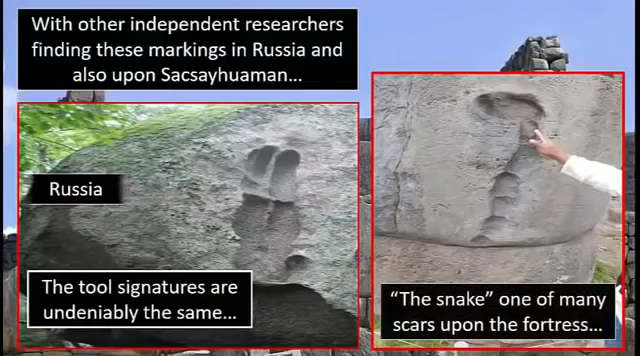 With other independent researchers
finding these markings in Russia and
also upon Sacsayhuaman...
Russia
The tool signatures are
undeniably the same...
“The snake” one of many
scars upon the fortress...